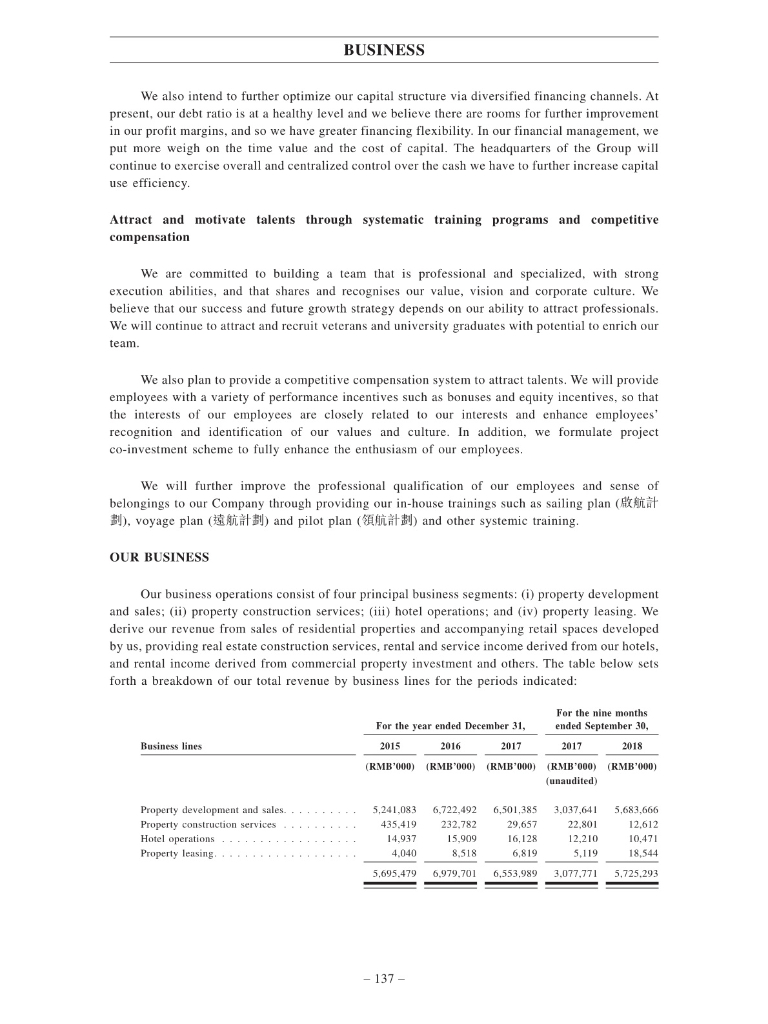 BUSINESS
We also intend to further optimize our capital structure via diversified financing channels. At
present, our debt ratio is at a healthy level and we believe there are rooms for further improvement
in our profit margins, and so we have greater financing flexibility. In our financial management, we
put more weigh on the time value and the cost of capital. The headquarters of the Group will
continue to exercise overall and centralized control over the cash we have to further increase capital
use efficiency.
Attract and motivate talents through systematic training programs and competitive
compensation
We are committed to building a team that is professional and specialized, with strong
execution abilities, and that shares and recognises our value, vision and corporate culture. We
believe that our success and future growth strategy depends on our ability to attract professionals.
We will continue to attract and recruit veterans and university graduates with potential to enrich our
team.
We also plan to provide a competitive compensation system to attract talents. We will provide
employees with a variety of performance incentives such as bonuses and equity incentives, so that
the interests of our employees are closely related to our interests and enhance employees’
recognition and identification of our values and culture. In addition, we formulate project
co-investment scheme to fully enhance the enthusiasm of our employees.
We will further improve the professional qualification of our employees and sense of
belongings to our Company through providing our in-house trainings such as sailing plan (啟航計
劃), voyage plan (遠航計劃) and pilot plan (領航計劃) and other systemic training.
OUR BUSINESS
Our business operations consist of four principal business segments: (i) property development
and sales; (ii) property construction services; (iii) hotel operations; and (iv) property leasing. We
derive our revenue from sales of residential properties and accompanying retail spaces developed
by us, providing real estate construction services, rental and service income derived from our hotels,
and rental income derived from commercial property investment and others. The table below sets
forth a breakdown of our total revenue by business lines for the periods indicated:
For the year ended December 31,
For the nine months
ended September 30,
Business lines 2015 2016 2017 2017 2018
(RMB'000) (RMB'000) (RMB'000) (RMB'000) (RMB'000)
(unaudited)
Property development and sales. . . . . . . . . . 5,241,083 6,722,492 6,501,385 3,037,641 5,683,666
Property construction services . . . . . . . . . . 435,419 232,782 29,657 22,801 12,612
Hotel operations . . . . . . . . . . . . . . . . . . 14,937 15,909 16,128 12,210 10,471
Property leasing. . . . . . . . . . . . . . . . . . . 4,040 8,518 6,819 5,119 18,544
5,695,479 6,979,701 6,553,989 3,077,771 5,725,293
– 137 –